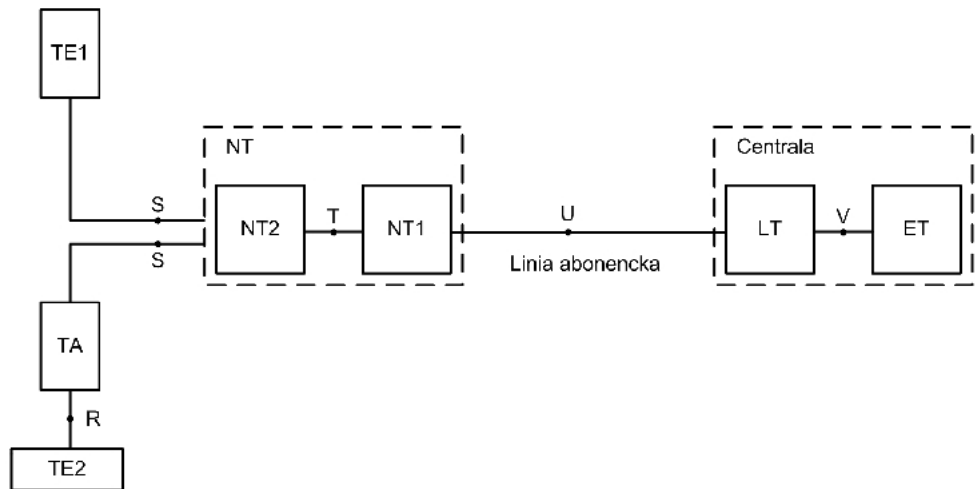 TE1
NT
Centrala
S
NT2
T
NT1
U
LT
V
ET
S
Linia abonencka
TA
R
TE2